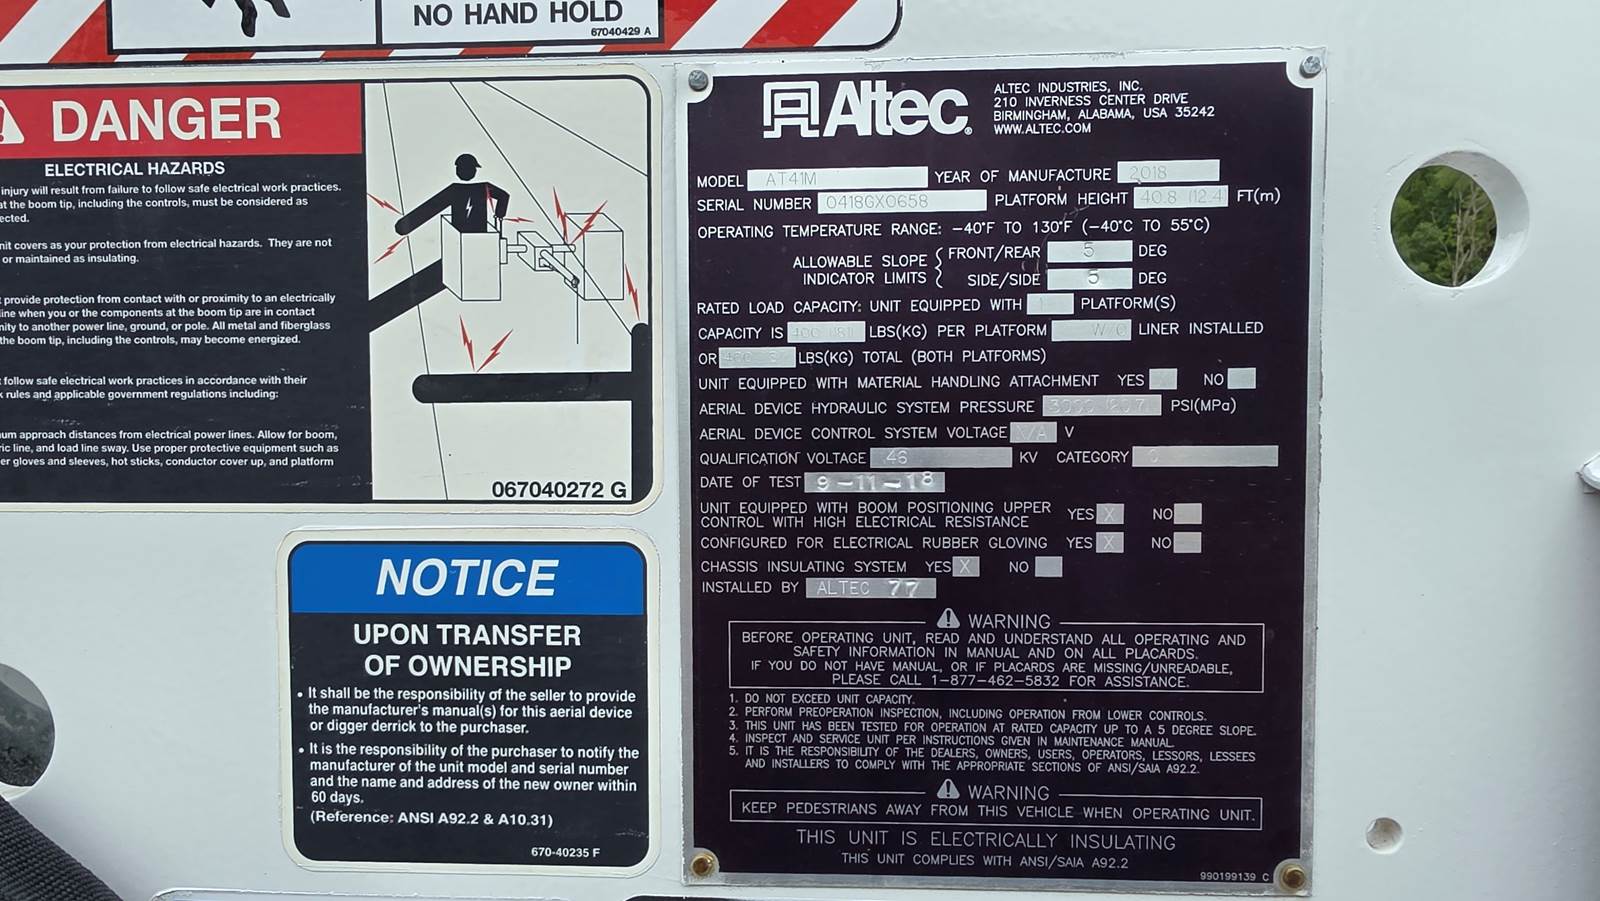 NO HAND HOLD
67040429 A
DANGER
ELECTRICAL HAZARDS
injury will result from failure to follow safe electrical work practices.
at the boom tip, including the controls, must be considered as
ected.
nit covers as your protection from electrical hazards. They are not
or maintained as insulating.
provide protection from contact with or proximity to an electrically
line when you or the components at the boom tip are in contact
nity to another power line, ground, or pole. All metal and fiberglass
the boom tip, including the controls, may become energized.
follow safe electrical work practices in accordance with their
k rules and applicable government regulations including:
um approach distances from electrical power lines. Allow for boom,
ric line, and load line sway. Use proper protective equipment such as
er gloves and sleeves, hot sticks, conductor cover up, and platform
067040272 G
NOTICE
UPON TRANSFER
OF OWNERSHIP
• It shall be the responsibility of the seller to provide
the manufacturer's manual(s) for this aerial device
or digger derrick to the purchaser.
• It is the responsibility of the purchaser to notify the
manufacturer of the unit model and serial number
and the name and address of the new owner within
60 days.
(Reference: ANSI A92.2 & A10.31)
670-40235 F
Altec®
ALTEC INDUSTRIES, INC.
210 INVERNESS CENTER DRIVE
BIRMINGHAM, ALABAMA, USA 35242
WWW.ALTEC.COM
MODEL AT41M YEAR OF MANUFACTURE 2018
SERIAL NUMBER 0418GX0658 PLATFORM HEIGHT 40.8 (12.4) FT(m)
OPERATING TEMPERATURE RANGE: -40°F TO 130°F (-40°C TO 55°C)
ALLOWABLE SLOPE INDICATOR LIMITS
FRONT/REAR 5 DEG
SIDE/SIDE 5 DEG
RATED LOAD CAPACITY: UNIT EQUIPPED WITH PLATFORM(S)
CAPACITY IS 400 (181) LBS(KG) PER PLATFORM W/O LINER INSTALLED
OR LBS(KG) TOTAL (BOTH PLATFORMS)
UNIT EQUIPPED WITH MATERIAL HANDLING ATTACHMENT YES NO
AERIAL DEVICE HYDRAULIC SYSTEM PRESSURE 3000 (20.7) PSI(MPa)
AERIAL DEVICE CONTROL SYSTEM VOLTAGE N/A V
QUALIFICATION VOLTAGE 46 KV CATEGORY C
DATE OF TEST 9-11-18
UNIT EQUIPPED WITH BOOM POSITIONING UPPER
CONTROL WITH HIGH ELECTRICAL RESISTANCE YES X NO
CONFIGURED FOR ELECTRICAL RUBBER GLOVING YES X NO
CHASSIS INSULATING SYSTEM YES X NO
INSTALLED BY ALTEC 77
WARNING
BEFORE OPERATING UNIT, READ AND UNDERSTAND ALL OPERATING AND
SAFETY INFORMATION IN MANUAL AND ON ALL PLACARDS.
IF YOU DO NOT HAVE MANUAL, OR IF PLACARDS ARE MISSING/UNREADABLE,
PLEASE CALL 1-877-462-5832 FOR ASSISTANCE.
1. DO NOT EXCEED UNIT CAPACITY.
2. PERFORM PREOPERATION INSPECTION, INCLUDING OPERATION FROM LOWER CONTROLS.
3. THIS UNIT HAS BEEN TESTED FOR OPERATION AT RATED CAPACITY UP TO A 5 DEGREE SLOPE.
4. INSPECT AND SERVICE UNIT PER INSTRUCTIONS GIVEN IN MAINTENANCE MANUAL.
5. IT IS THE RESPONSIBILITY OF THE DEALERS, OWNERS, USERS, OPERATORS, LESSORS, LESSEES
AND INSTALLERS TO COMPLY WITH THE APPROPRIATE SECTIONS OF ANSI/SAIA A92.2.
WARNING
KEEP PEDESTRIANS AWAY FROM THIS VEHICLE WHEN OPERATING UNIT.
THIS UNIT IS ELECTRICALLY INSULATING
THIS UNIT COMPLIES WITH ANSI/SAIA A92.2
990199139 C